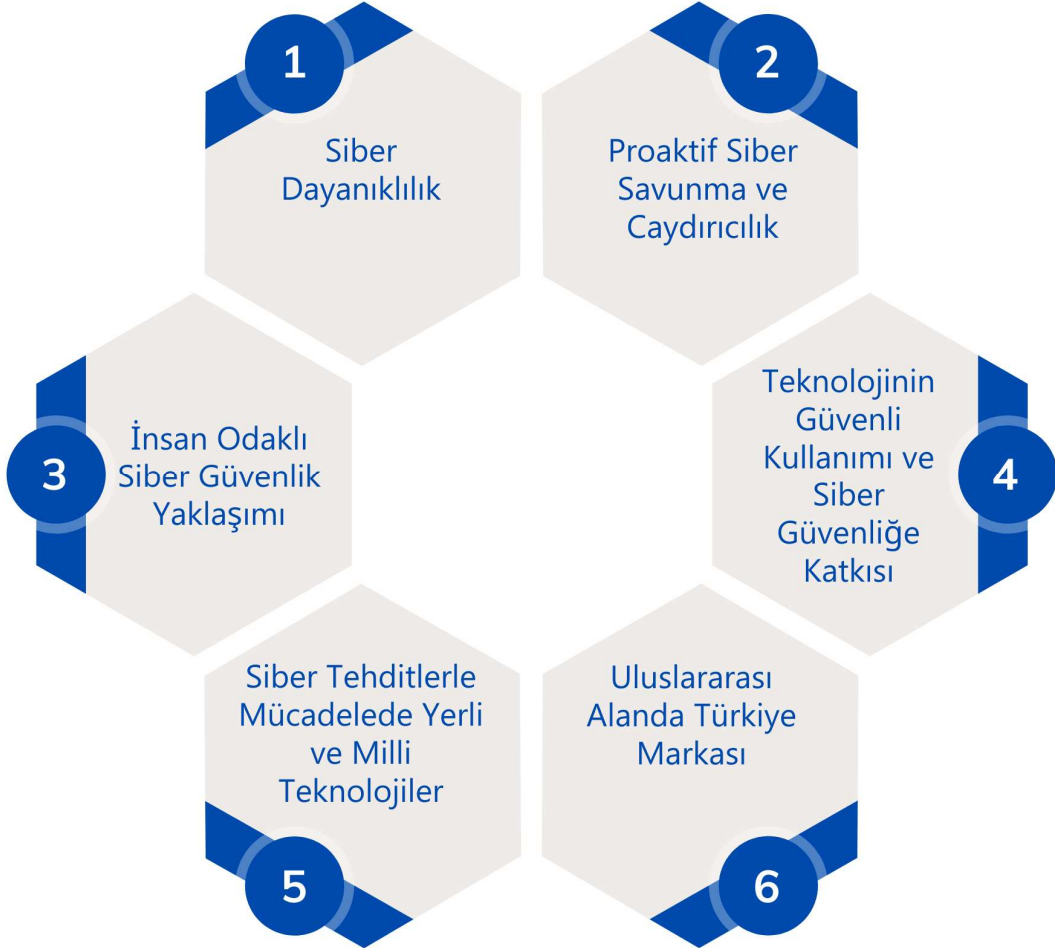 1
Siber
Dayanıklılık
2
Proaktif Siber
Savunma ve
Caydırıcılık
3
İnsan Odaklı
Siber Güvenlik
Yaklaşımı
4
Teknolojinin
Güvenli
Kullanımı ve
Siber
Güvenliğe
Katkısı
5
Siber Tehditlerle
Mücadelede Yerli
ve Milli
Teknolojiler
6
Uluslararası
Alanda Türkiye
Markası